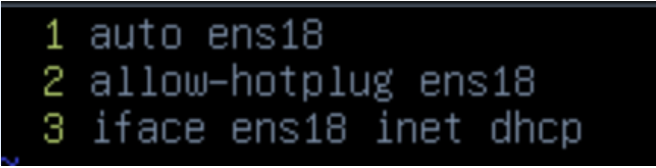 1 auto ens18
2 allow-hotplug ens18
3 iface ens18 inet dhcp
~